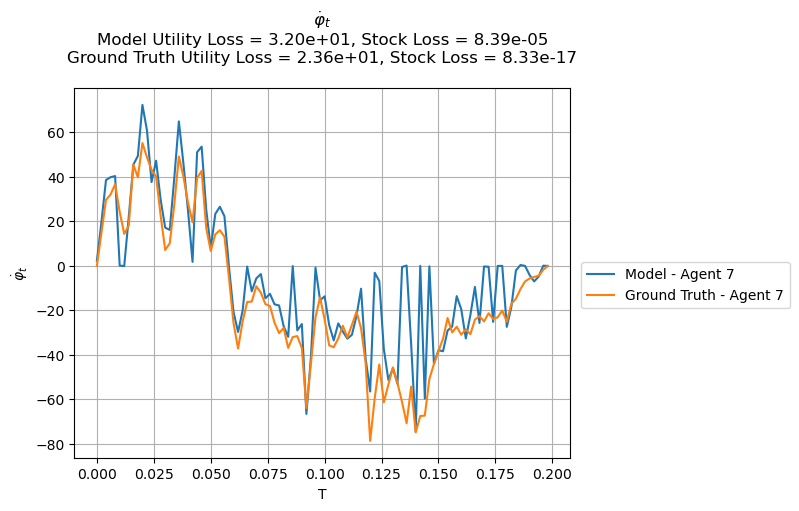 φ̇_t
Model Utility Loss = 3.20e+01, Stock Loss = 8.39e-05
Ground Truth Utility Loss = 2.36e+01, Stock Loss = 8.33e-17
60
40
20
0
−20
−40
−60
−80
φ̇_t
0.000 0.025 0.050 0.075 0.100 0.125 0.150 0.175 0.200
T
Model - Agent 7
Ground Truth - Agent 7